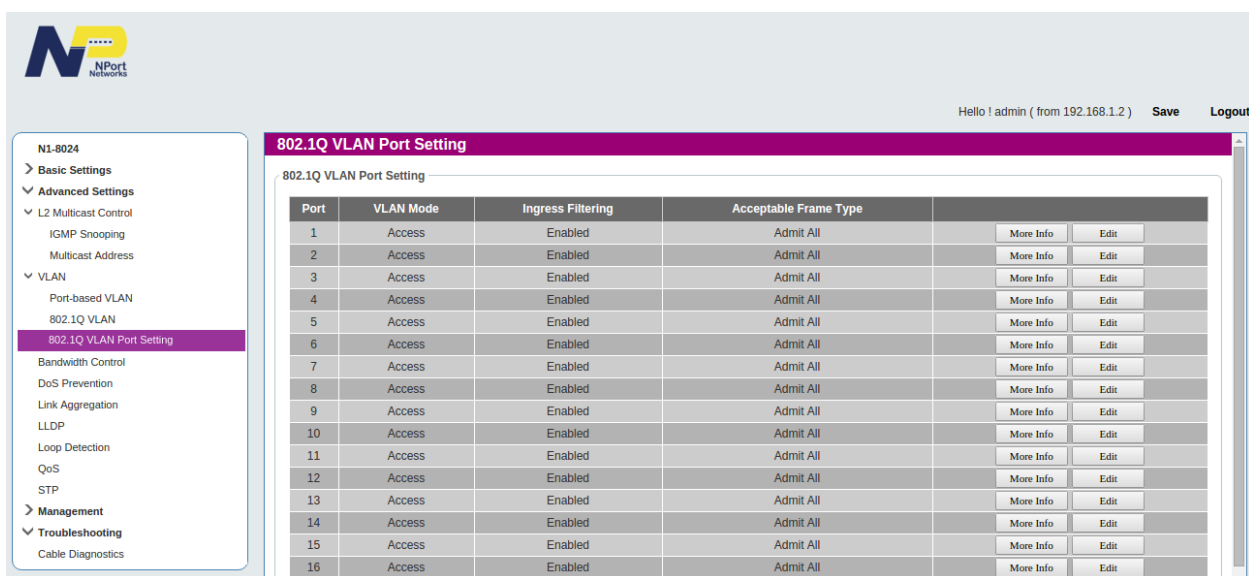 NPort
Networks
Hello ! admin ( from 192.168.1.2 ) Save Logout
N1-8024
Basic Settings
Advanced Settings
L2 Multicast Control
IGMP Snooping
Multicast Address
VLAN
Port-based VLAN
802.1Q VLAN
802.1Q VLAN Port Setting
Bandwidth Control
DoS Prevention
Link Aggregation
LLDP
Loop Detection
QoS
STP
Management
Troubleshooting
Cable Diagnostics
802.1Q VLAN Port Setting
802.1Q VLAN Port Setting
Port VLAN Mode Ingress Filtering Acceptable Frame Type
1 Access Enabled Admit All More Info Edit
2 Access Enabled Admit All More Info Edit
3 Access Enabled Admit All More Info Edit
4 Access Enabled Admit All More Info Edit
5 Access Enabled Admit All More Info Edit
6 Access Enabled Admit All More Info Edit
7 Access Enabled Admit All More Info Edit
8 Access Enabled Admit All More Info Edit
9 Access Enabled Admit All More Info Edit
10 Access Enabled Admit All More Info Edit
11 Access Enabled Admit All More Info Edit
12 Access Enabled Admit All More Info Edit
13 Access Enabled Admit All More Info Edit
14 Access Enabled Admit All More Info Edit
15 Access Enabled Admit All More Info Edit
16 Access Enabled Admit All More Info Edit